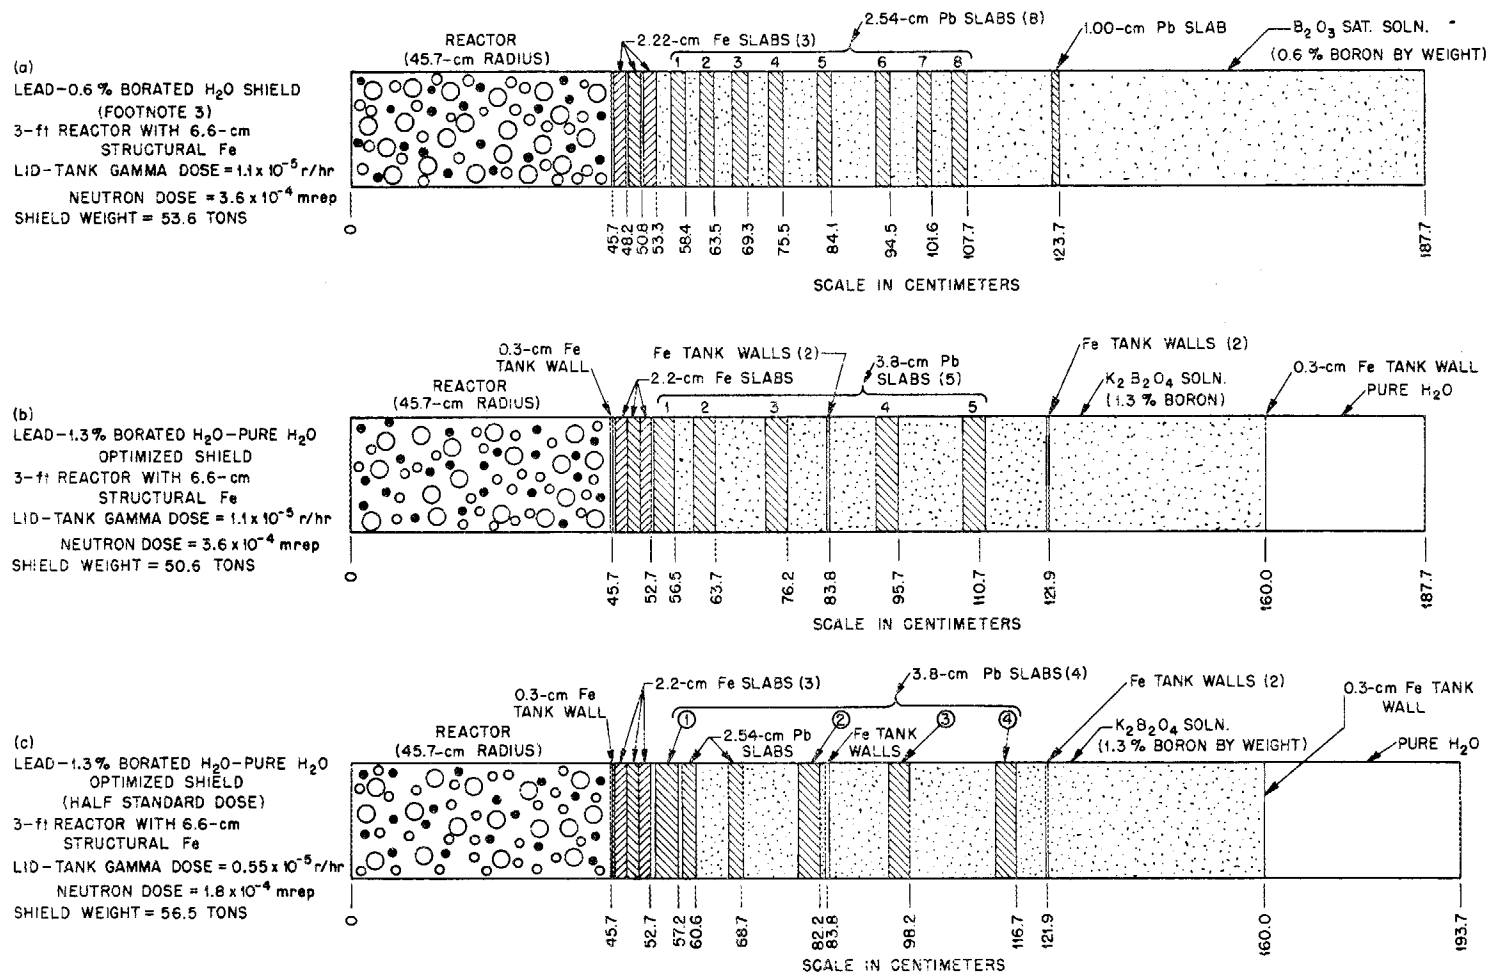 (a)
LEAD-0.6 % BORATED H₂O SHIELD
(FOOTNOTE 3)
3-ft REACTOR WITH 6.6-cm
STRUCTURAL Fe
LID-TANK GAMMA DOSE = 1.1 x 10⁻⁵ r/hr
NEUTRON DOSE = 3.6 x 10⁻⁴ mrep
SHIELD WEIGHT = 53.6 TONS
REACTOR
(45.7-cm RADIUS)
2.22-cm Fe SLABS (3)
2.54-cm Pb SLABS (8)
1.00-cm Pb SLAB
B₂O₃ SAT. SOLN.
(0.6 % BORON BY WEIGHT)
1 2 3 4 5 6 7 8
0 45.7 48.2 50.8 53.3 58.4 63.5 69.3 75.5 84.1 94.5 101.6 107.7 123.7 187.7
SCALE IN CENTIMETERS
(b)
LEAD-1.3% BORATED H₂O-PURE H₂O
OPTIMIZED SHIELD
3-ft REACTOR WITH 6.6-cm
STRUCTURAL Fe
LID-TANK GAMMA DOSE = 1.1 x 10⁻⁵ r/hr
NEUTRON DOSE = 3.6 x 10⁻⁴ mrep
SHIELD WEIGHT = 50.6 TONS
REACTOR
(45.7-cm RADIUS)
0.3-cm Fe
TANK WALL
Fe TANK WALLS (2)
2.2-cm Fe SLABS
3.8-cm Pb
SLABS (5)
Fe TANK WALLS (2)
K₂B₂O₄ SOLN.
(1.3 % BORON)
0.3-cm Fe TANK WALL
PURE H₂O
1 2 3 4 5
0 45.7 52.7 56.5 63.7 76.2 83.8 95.7 110.7 121.9 160.0 187.7
SCALE IN CENTIMETERS
(c)
LEAD-1.3% BORATED H₂O-PURE H₂O
OPTIMIZED SHIELD
(HALF STANDARD DOSE)
3-ft REACTOR WITH 6.6-cm
STRUCTURAL Fe
LID-TANK GAMMA DOSE = 0.55 x 10⁻⁵ r/hr
NEUTRON DOSE = 1.8 x 10⁻⁴ mrep
SHIELD WEIGHT = 56.5 TONS
REACTOR
(45.7-cm RADIUS)
0.3-cm Fe
TANK WALL
2.2-cm Fe SLABS (3)
3.8-cm Pb SLABS (4)
1 2 3 4
2.54-cm Pb
SLABS
Fe TANK
WALLS
Fe TANK WALLS (2)
K₂B₂O₄ SOLN.
(1.3 % BORON BY WEIGHT)
0.3-cm Fe TANK
WALL
PURE H₂O
0 45.7 52.7 57.2 60.6 68.7 82.2 83.8 98.2 116.7 121.9 160.0 193.7
SCALE IN CENTIMETERS